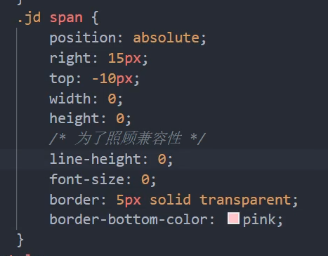 .jd span {
position: absolute;
right: 15px;
top: -10px;
width: 0;
height: 0;
/* 为了照顾兼容性 */
line-height: 0;
font-size: 0;
border: 5px solid transparent;
border-bottom-color: pink;
}